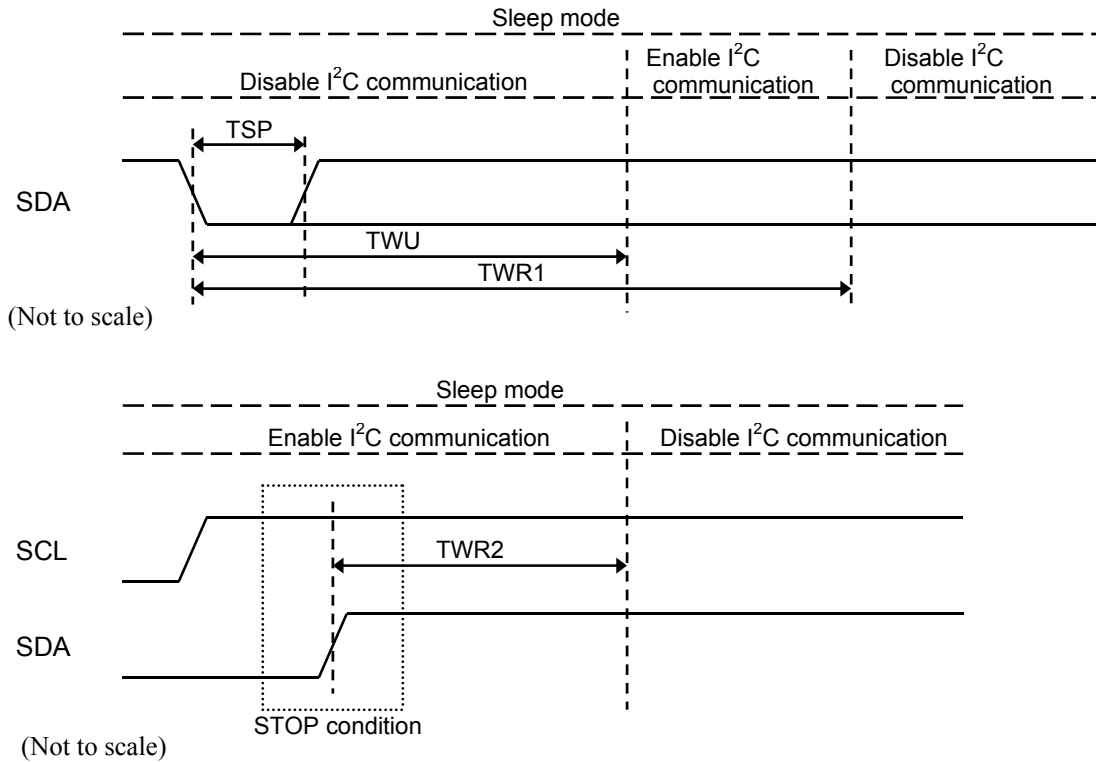 Sleep mode
Disable I²C communication
Enable I²C
communication
Disable I²C
communication
TSP
SDA
TWU
TWR1
(Not to scale)
Sleep mode
Enable I²C communication
Disable I²C communication
SCL
TWR2
SDA
STOP condition
(Not to scale)